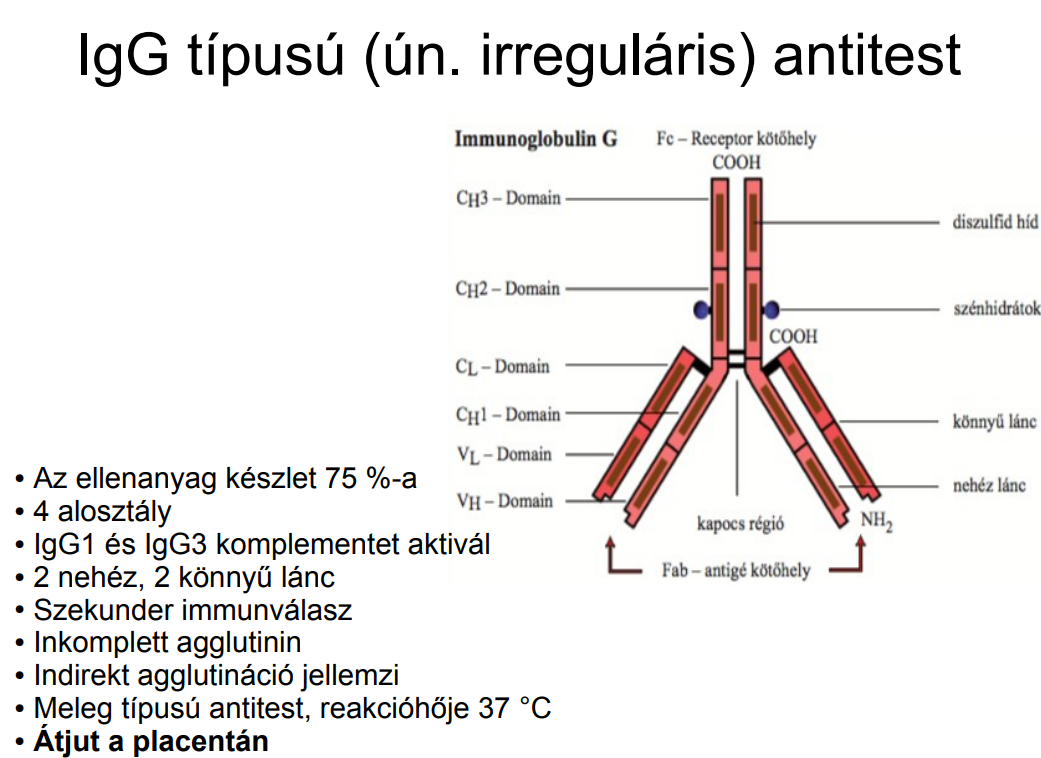 IgG típusú (ún. irreguláris) antitest
Immunoglobulin G
Fc – Receptor kötőhely
COOH
CH3 – Domain
diszulfid híd
CH2 – Domain
szénhidrátok
COOH
CL – Domain
CH1 – Domain
könnyű lánc
VL – Domain
nehéz lánc
VH – Domain
kapocs régió
NH2
Fab – antigé kötőhely
• Az ellenanyag készlet 75 %-a
• 4 alosztály
• IgG1 és IgG3 komplementet aktivál
• 2 nehéz, 2 könnyű lánc
• Szekunder immunválasz
• Inkomplett agglutinin
• Indirekt agglutináció jellemzi
• Meleg típusú antitest, reakcióhője 37 °C
• Átjut a placentán